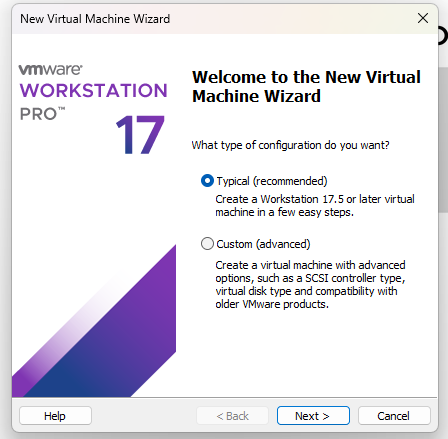 New Virtual Machine Wizard
vmware®
WORKSTATION
PRO™
17
Welcome to the New Virtual
Machine Wizard
What type of configuration do you want?
Typical (recommended)
Create a Workstation 17.5 or later virtual
machine in a few easy steps.
Custom (advanced)
Create a virtual machine with advanced
options, such as a SCSI controller type,
virtual disk type and compatibility with
older VMware products.
Help
< Back
Next >
Cancel